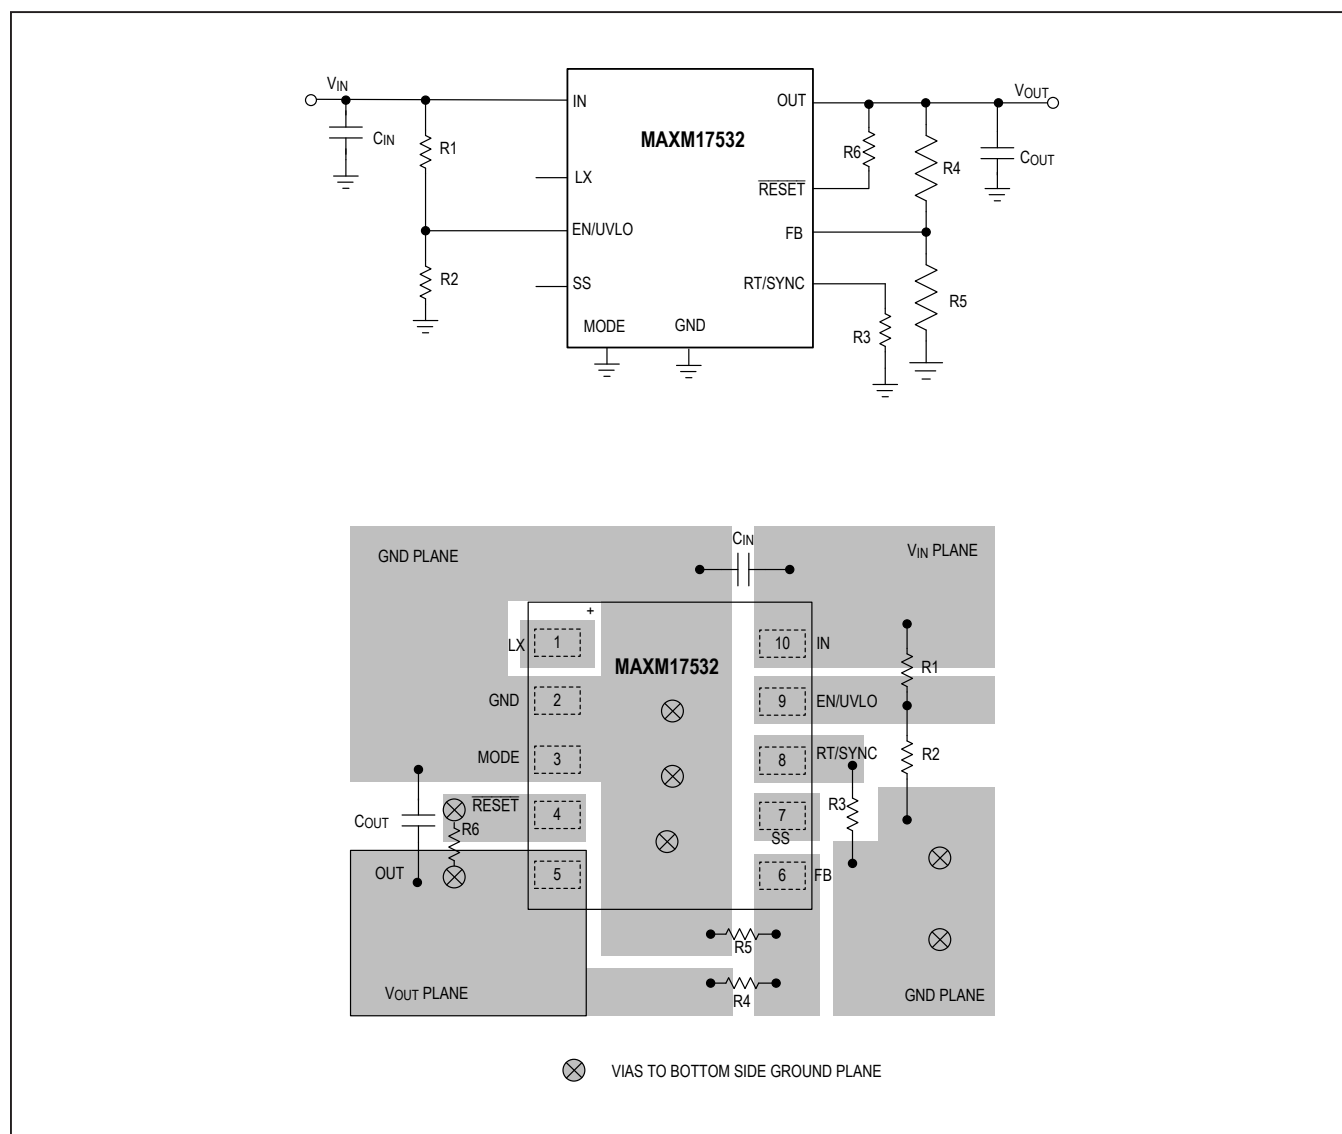 VIN
CIN
R1
R2
IN
LX
EN/UVLO
SS
MODE
GND
MAXM17532
OUT
RESET
FB
RT/SYNC
R6
R4
R5
R3
VOUT
COUT
GND PLANE
CIN
VIN PLANE
+
LX
1
MAXM17532
10
IN
R1
GND
2
9
EN/UVLO
MODE
3
8
RT/SYNC
R2
RESET
4
7
SS
R3
COUT
R6
OUT
5
6
FB
R5
R4
VOUT PLANE
GND PLANE
VIAS TO BOTTOM SIDE GROUND PLANE